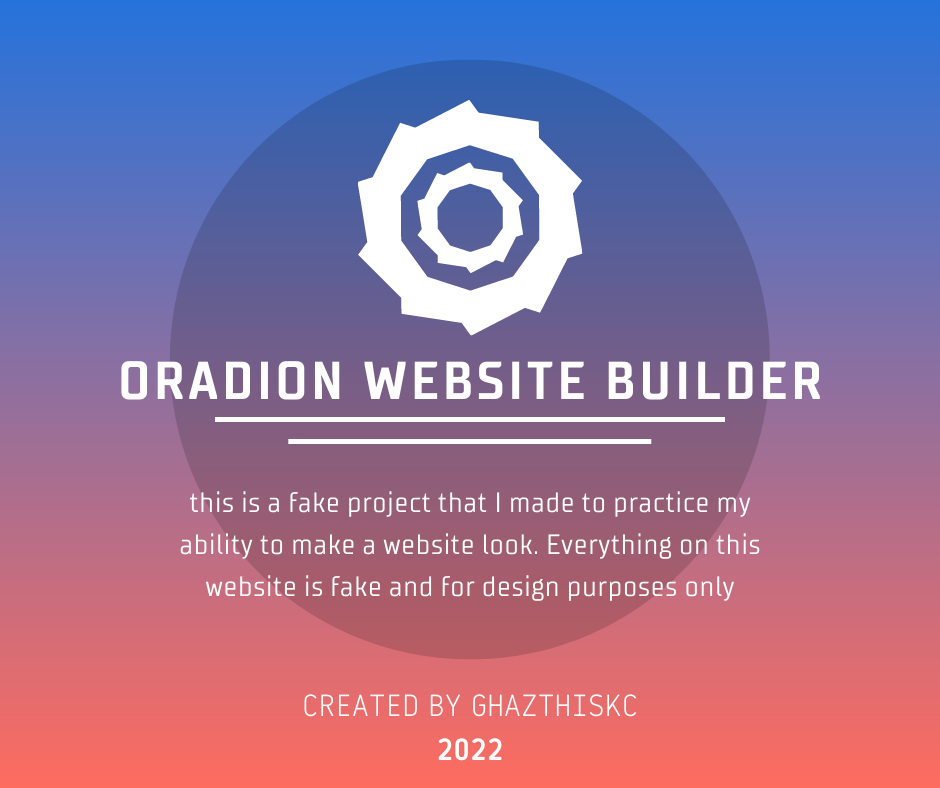 ORADION WEBSITE BUILDER
this is a fake project that I made to practice my
ability to make a website look. Everything on this
website is fake and for design purposes only
CREATED BY GHAZTHISKC
2022